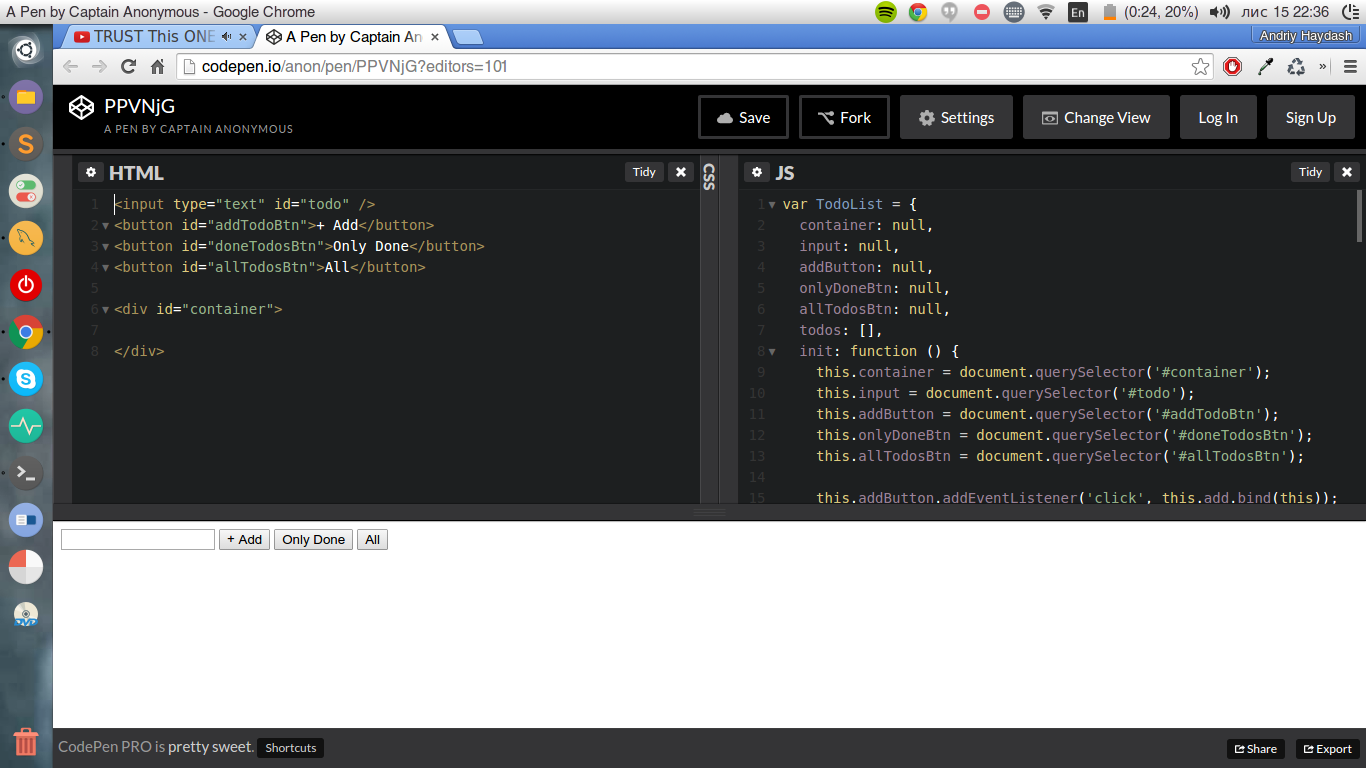 A Pen by Captain Anonymous - Google Chrome
En
(0:24, 20%)
лис 15 22:36
TRUST This ONE
A Pen by Captain An
Andriy Haydash
codepen.io/anon/pen/PPVNjG?editors=101
»
PPVNjG
A PEN BY CAPTAIN ANONYMOUS
Save
Fork
Settings
Change View
Log In
Sign Up
HTML
Tidy
1 <input type="text" id="todo" />
2 <button id="addTodoBtn">+ Add</button>
3 <button id="doneTodosBtn">Only Done</button>
4 <button id="allTodosBtn">All</button>
5
6 <div id="container">
7
8 </div>
CSS
JS
Tidy
1 var TodoList = {
2 container: null,
3 input: null,
4 addButton: null,
5 onlyDoneBtn: null,
6 allTodosBtn: null,
7 todos: [],
8 init: function () {
9 this.container = document.querySelector('#container');
10 this.input = document.querySelector('#todo');
11 this.addButton = document.querySelector('#addTodoBtn');
12 this.onlyDoneBtn = document.querySelector('#doneTodosBtn');
13 this.allTodosBtn = document.querySelector('#allTodosBtn');
14
15 this.addButton.addEventListener('click', this.add.bind(this));
+ Add
Only Done
All
S
S
DVD
CodePen PRO is pretty sweet.
Shortcuts
Share
Export